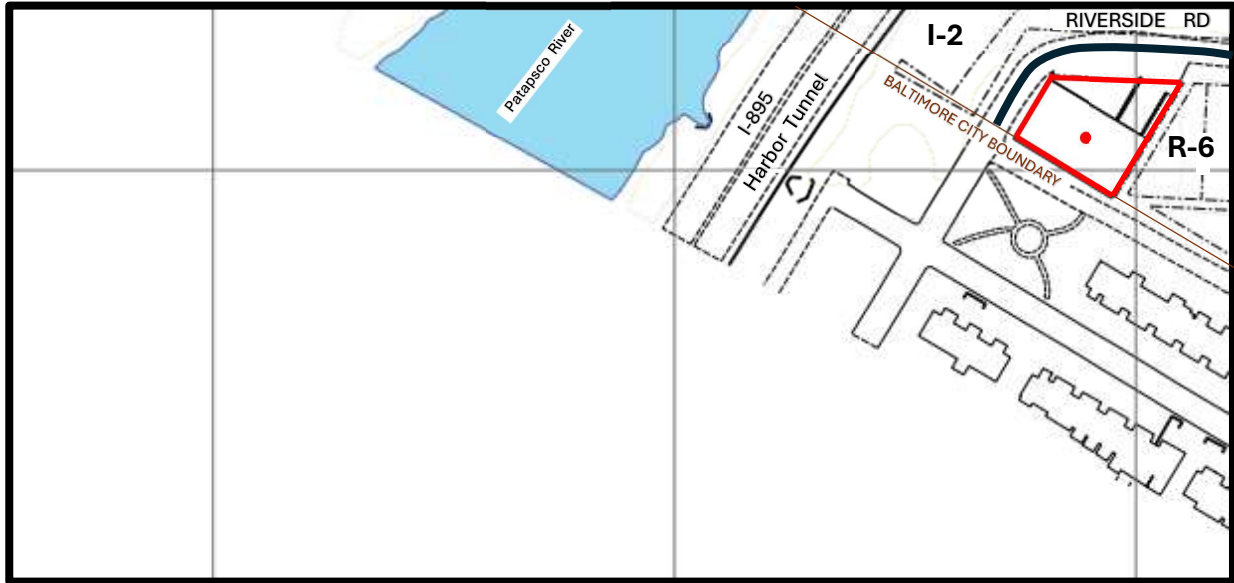 RIVERSIDE RD
I-2
Patapsco River
I-895
Harbor Tunnel
BALTIMORE CITY BOUNDARY
R-6